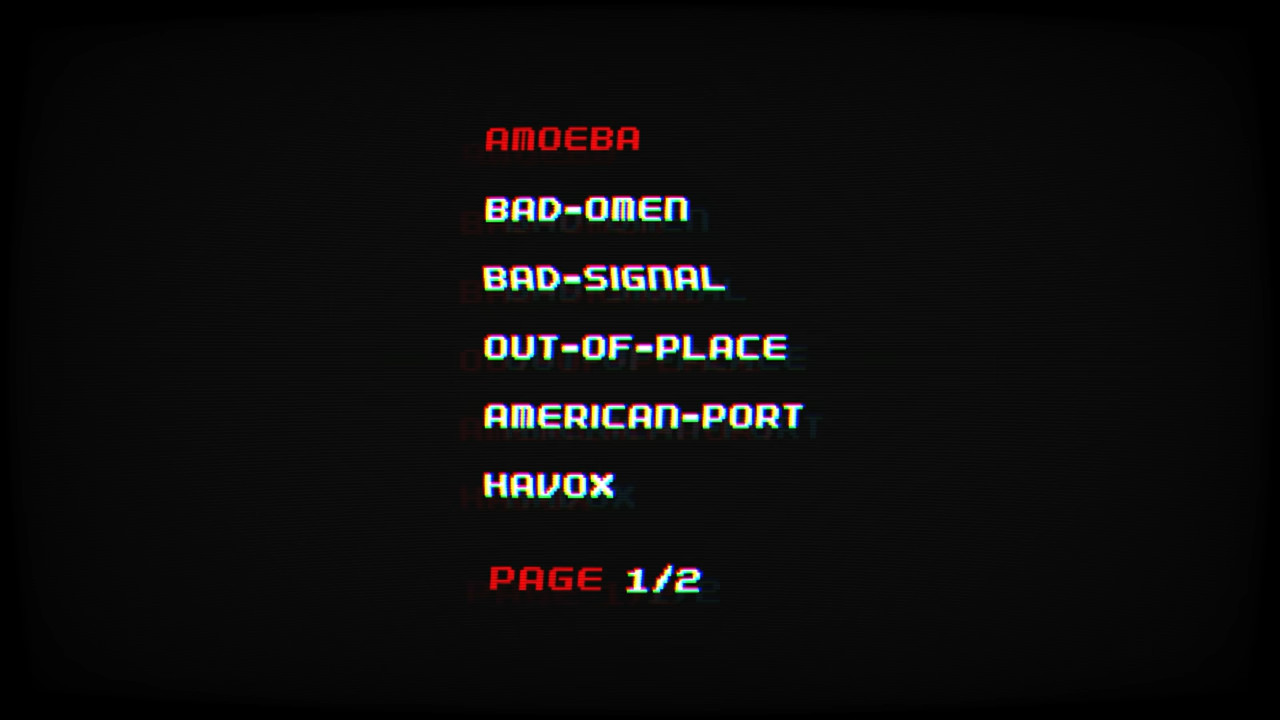 AMOEBA
BAD-OMEN
BAD-SIGNAL
OUT-OF-PLACE
AMERICAN-PORT
HAVOX
PAGE 1/2